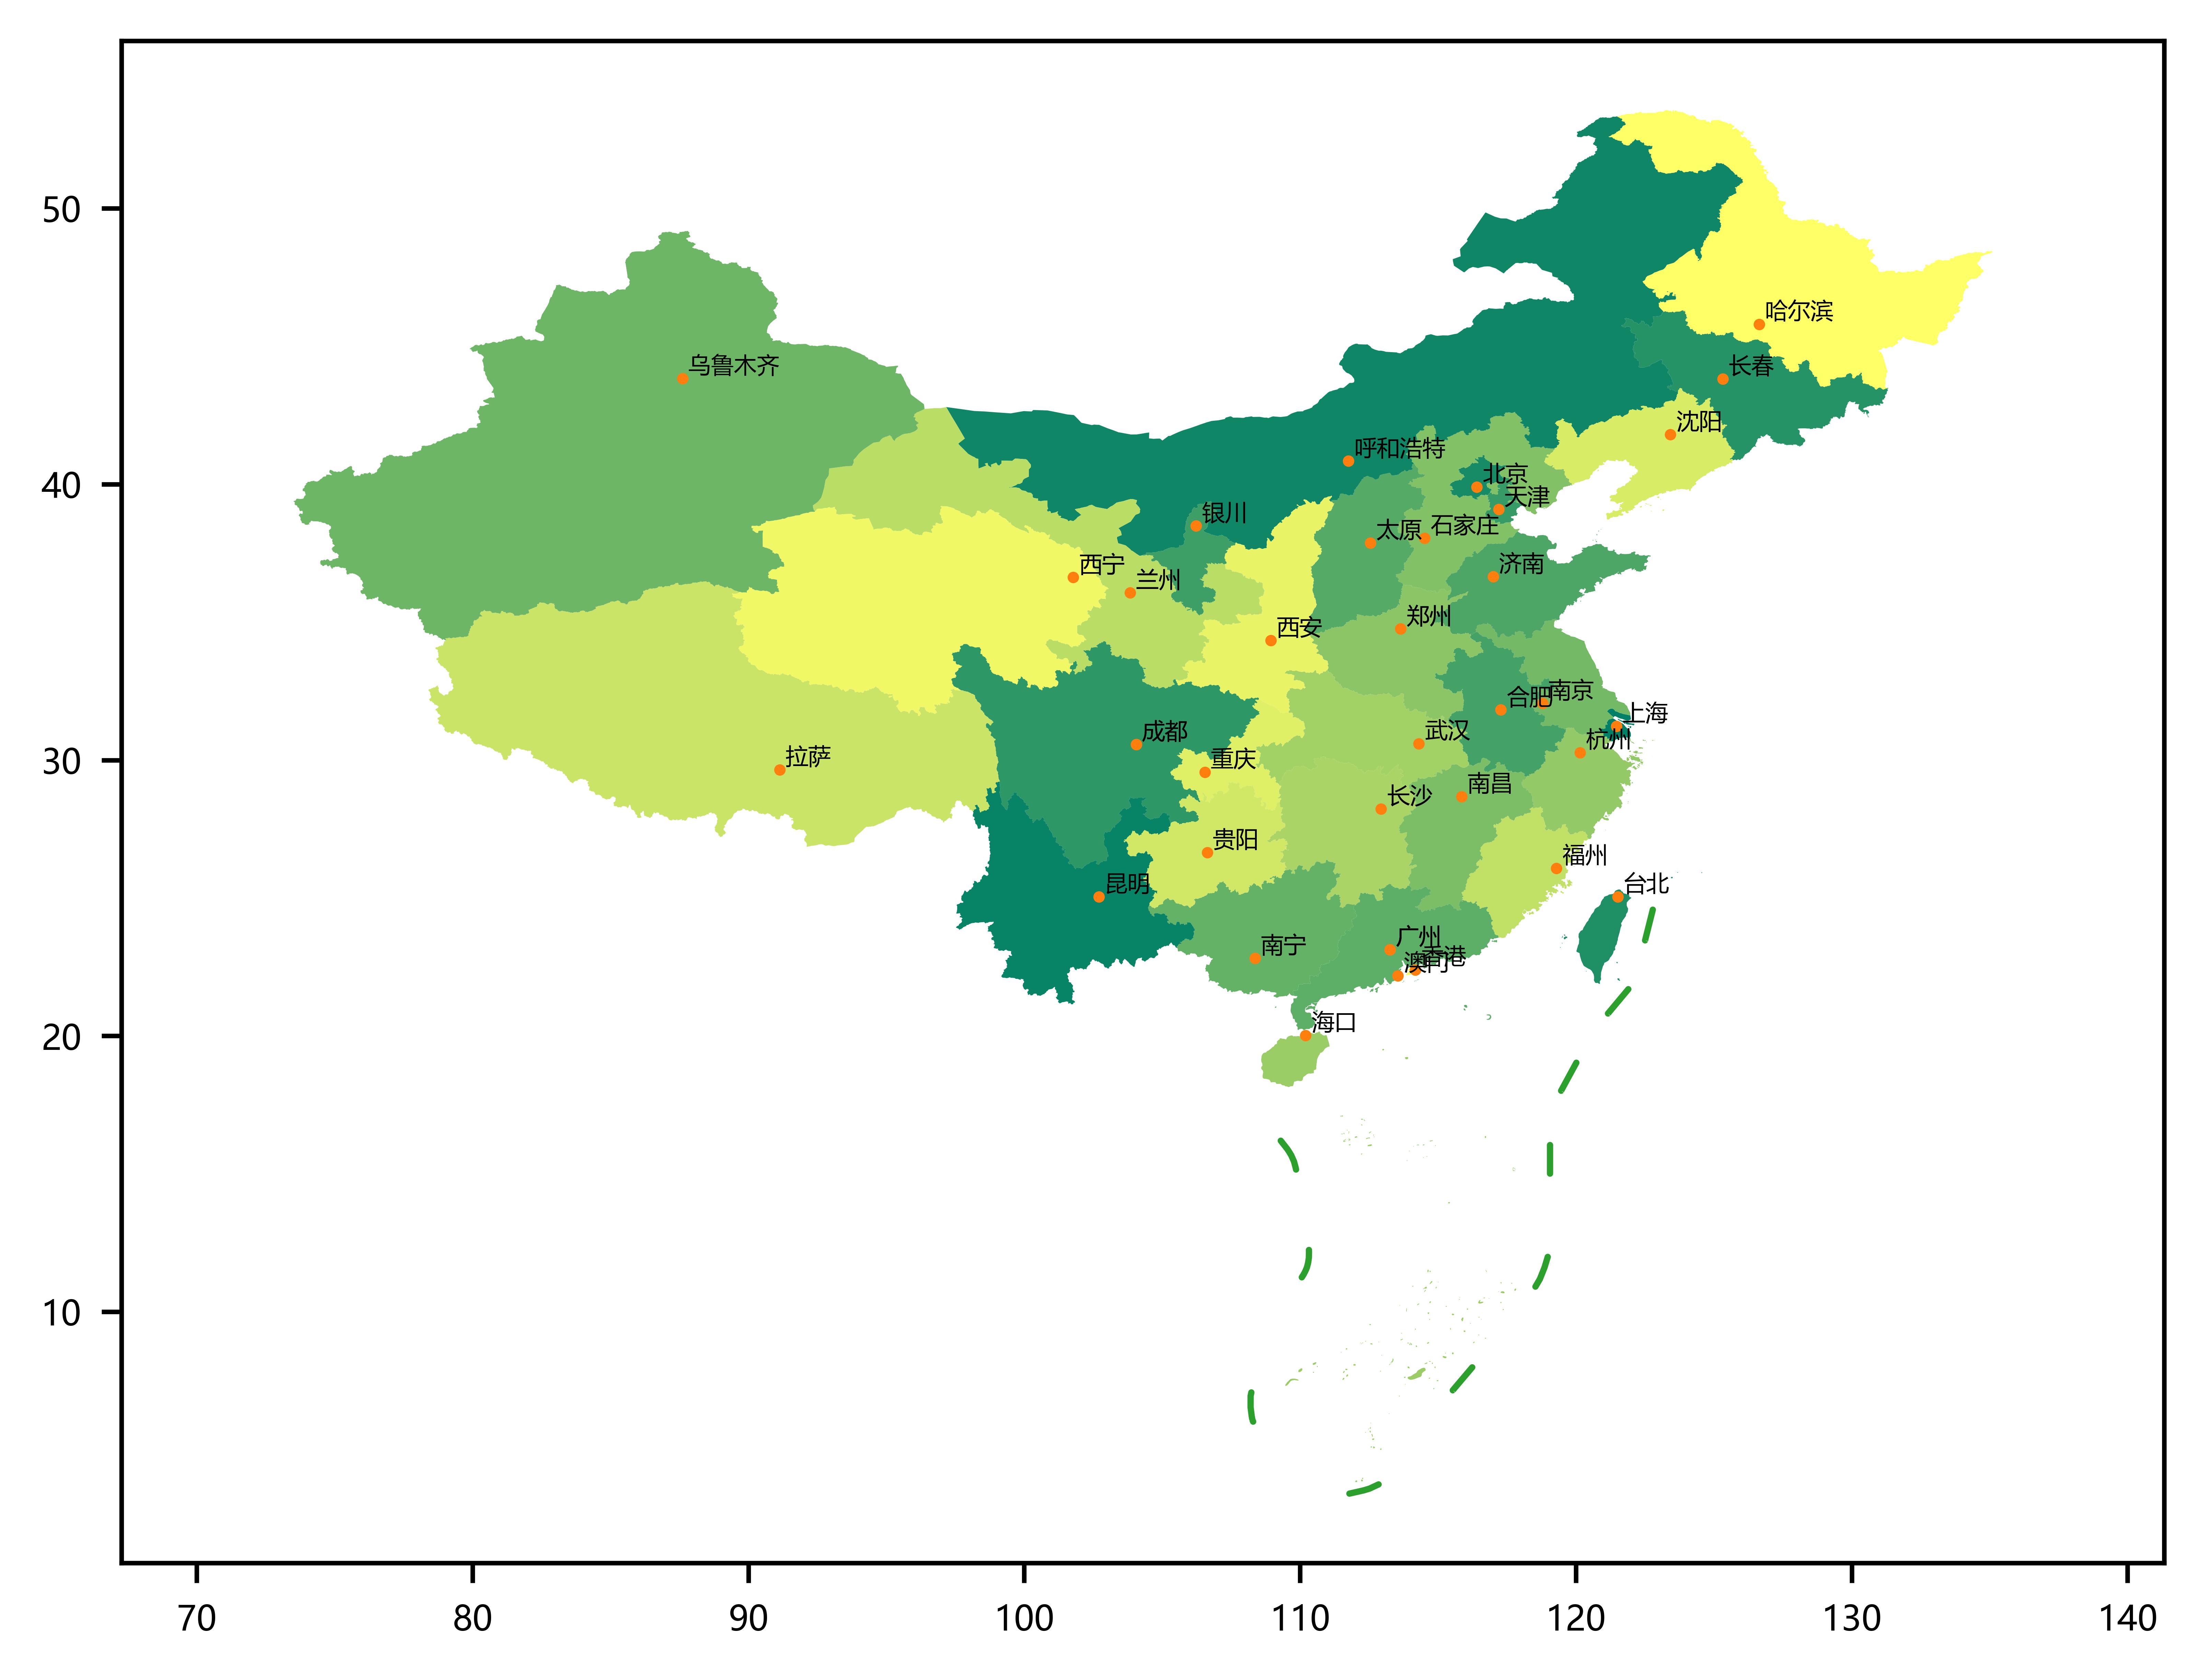 50
40
30
20
10
哈尔滨
乌鲁木齐
长春
沈阳
呼和浩特
北京
天津
银川
石家庄
太原
西宁
济南
兰州
郑州
西安
南京
合肥
上海
成都
武汉
杭州
重庆
拉萨
南昌
长沙
贵阳
福州
昆明
台北
广州
南宁
香港
澳门
海口
70 80 90 100 110 120 130 140